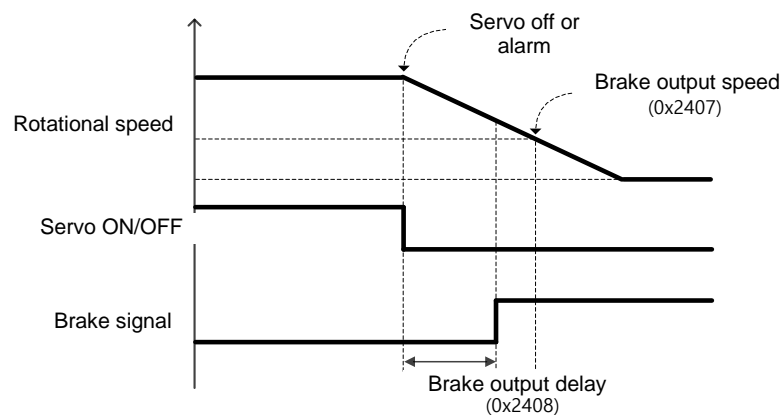 Servo off or
alarm
Brake output speed
(0x2407)
Rotational speed
Servo ON/OFF
Brake signal
Brake output delay
(0x2408)